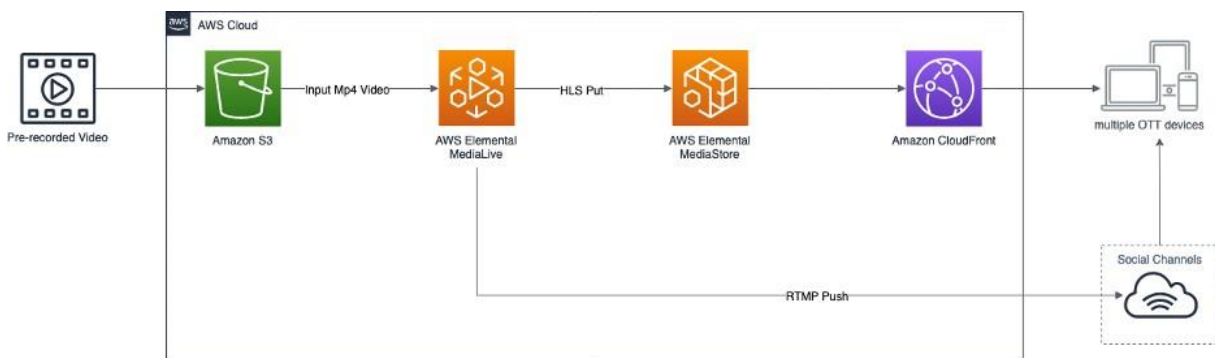 aws
AWS Cloud
Pre-recorded Video
Amazon S3
Input Mp4 Video
AWS Elemental
MediaLive
HLS Put
AWS Elemental
MediaStore
Amazon CloudFront
multiple OTT devices
Social Channels
RTMP Push